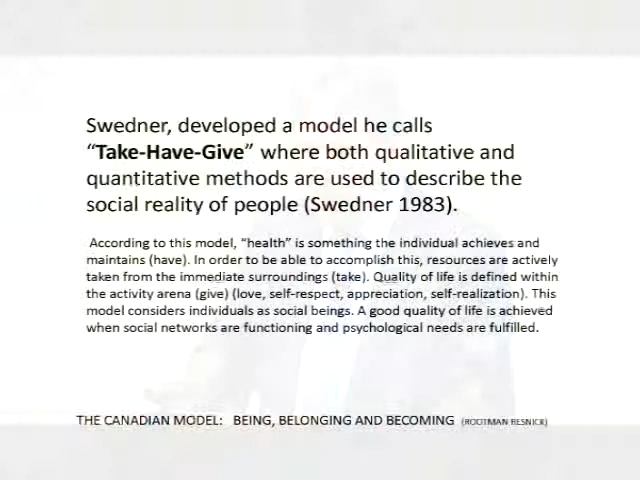 Swedner, developed a model he calls
“Take-Have-Give” where both qualitative and
quantitative methods are used to describe the
social reality of people (Swedner 1983).
According to this model, “health” is something the individual achieves and
maintains (have). In order to be able to accomplish this, resources are actively
taken from the immediate surroundings (take). Quality of life is defined within
the activity arena (give) (love, self-respect, appreciation, self-realization). This
model considers individuals as social beings. A good quality of life is achieved
when social networks are functioning and psychological needs are fulfilled.
THE CANADIAN MODEL: BEING, BELONGING AND BECOMING (ROOTMAN RESNICK)